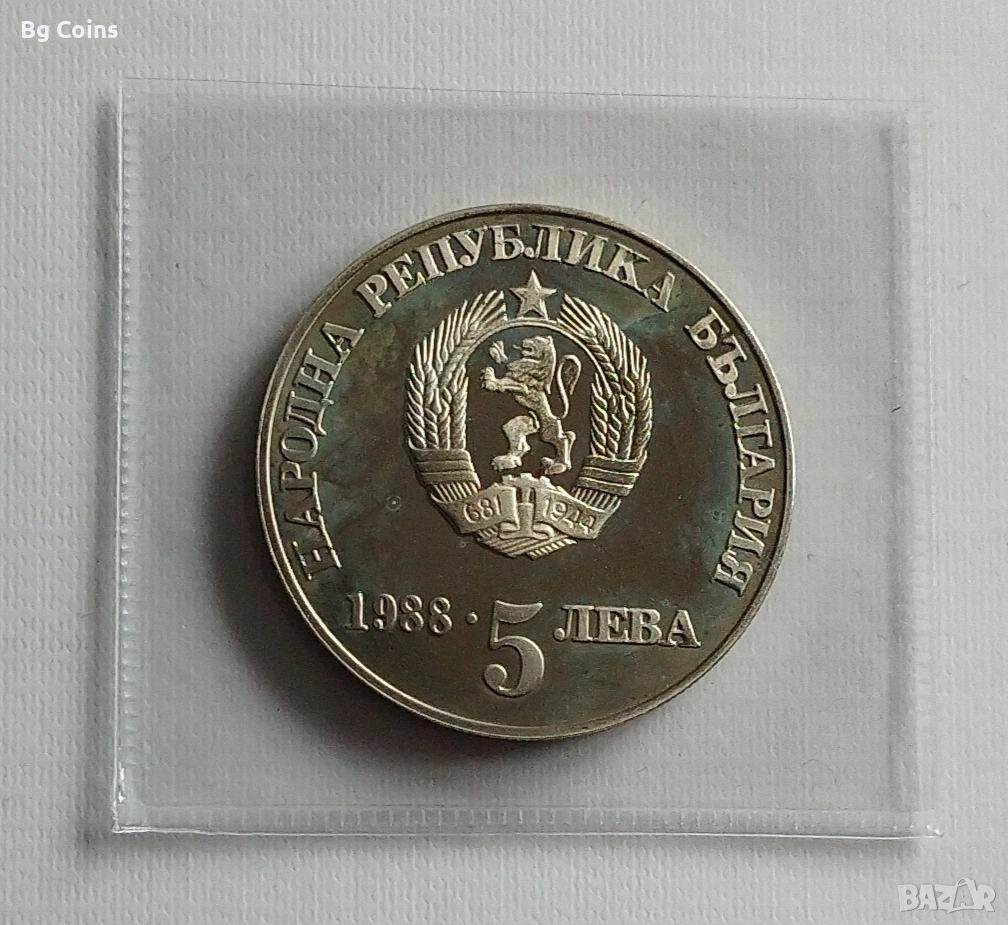 Bg Coins
НАРОДНА РЕПУБЛИКА БЪЛГАРИЯ
681 1944
1988 · 5 ЛЕВА
BAZAR